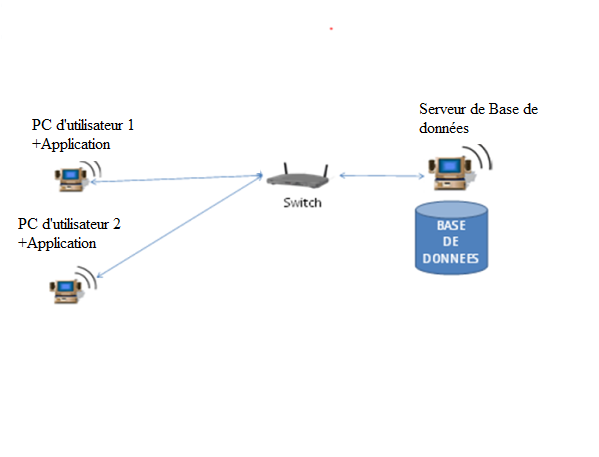 PC d'utilisateur 1
+Application
Serveur de Base de
données
Switch
PC d'utilisateur 2
+Application
BASE
DE
DONNEES